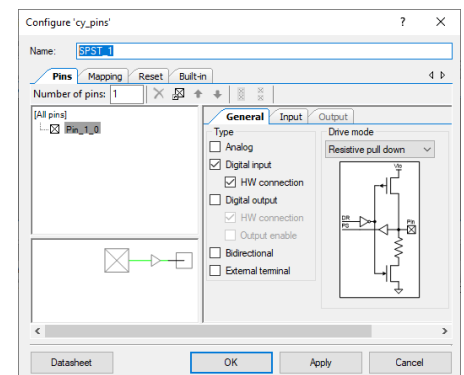 Configure 'cy_pins'
?
Name: SPST_1
Pins Mapping Reset Built-in
Number of pins: 1
[All pins]
Pin_1_0
General Input Output
Type
Analog
Digital input
HW connection
Digital output
HW connection
Output enable
Bidirectional
External terminal
Drive mode
Resistive pull down
Vio
DR
PS
Pin
Datasheet OK Apply Cancel